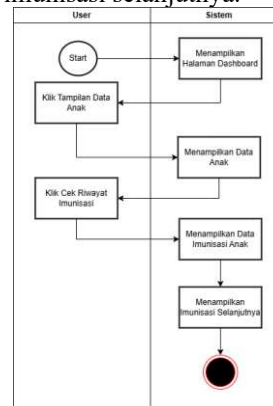 imunisasi selanjutnya.
User
Sistem
Start
Menampilkan
Halaman Dashboard
Klik Tampilan Data
Anak
Menampilkan Data
Anak
Klik Cek Riwayat
Imunisasi
Menampilkan Data
Imunisasi Anak
Menampilkan
Imunisasi Selanjutnya